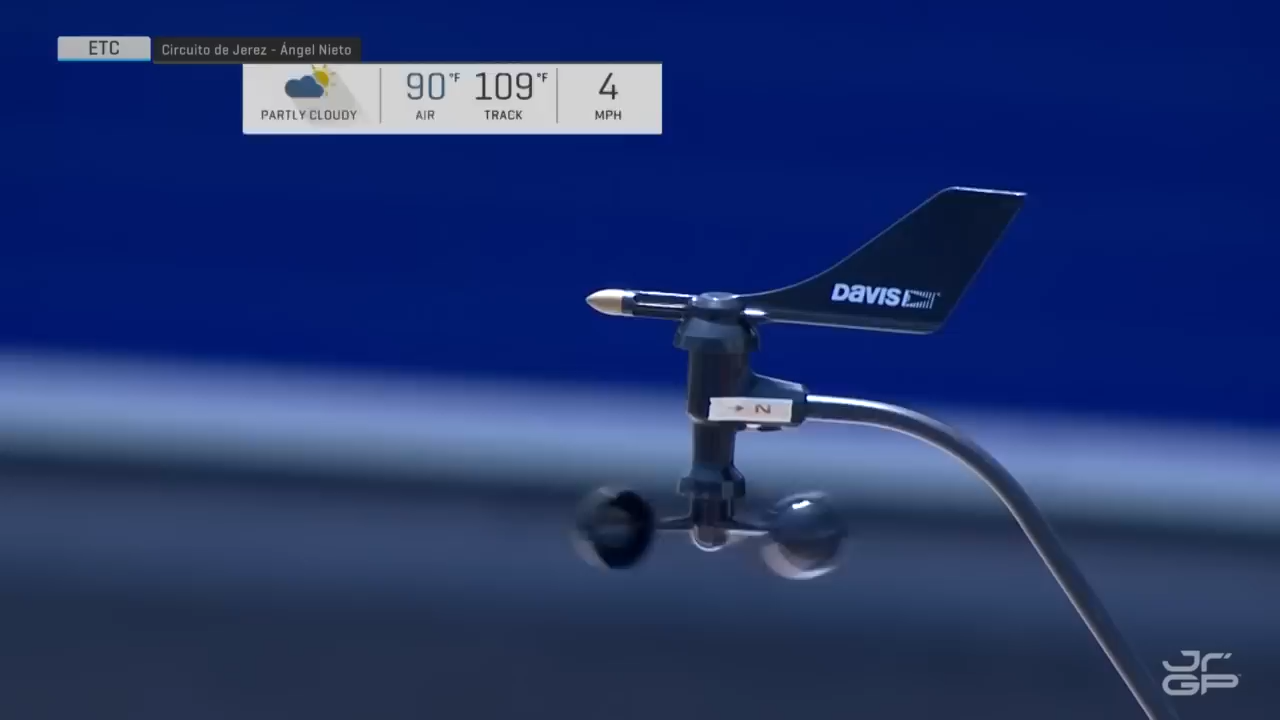 ETC
Circuito de Jerez - Ángel Nieto
90°F 109°F 4
PARTLY CLOUDY AIR TRACK MPH
DAVIS
N
JrGP